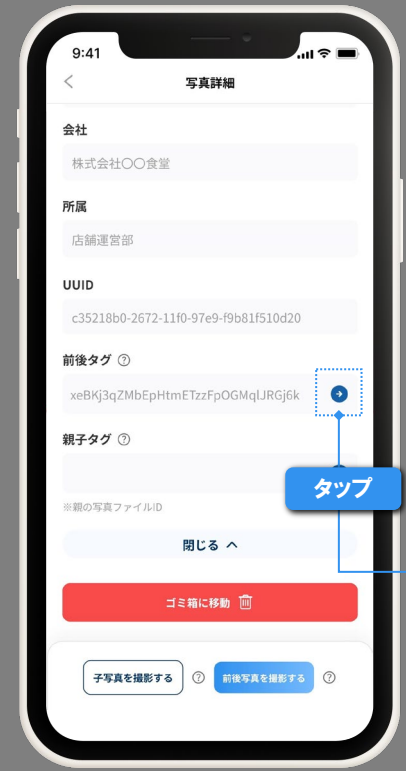 9:41
写真詳細
会社
株式会社〇〇食堂
所属
店舗運営部
UUID
c35218b0-2672-11f0-97e9-f9b81f510d20
前後タグ ?
xeBKj3qZMbEpHtmETzzFpOGMqlJRGj6k
親子タグ ?
タップ
※親の写真ファイルID
閉じる
ゴミ箱に移動
子写真を撮影する ? 前後写真を撮影する ?